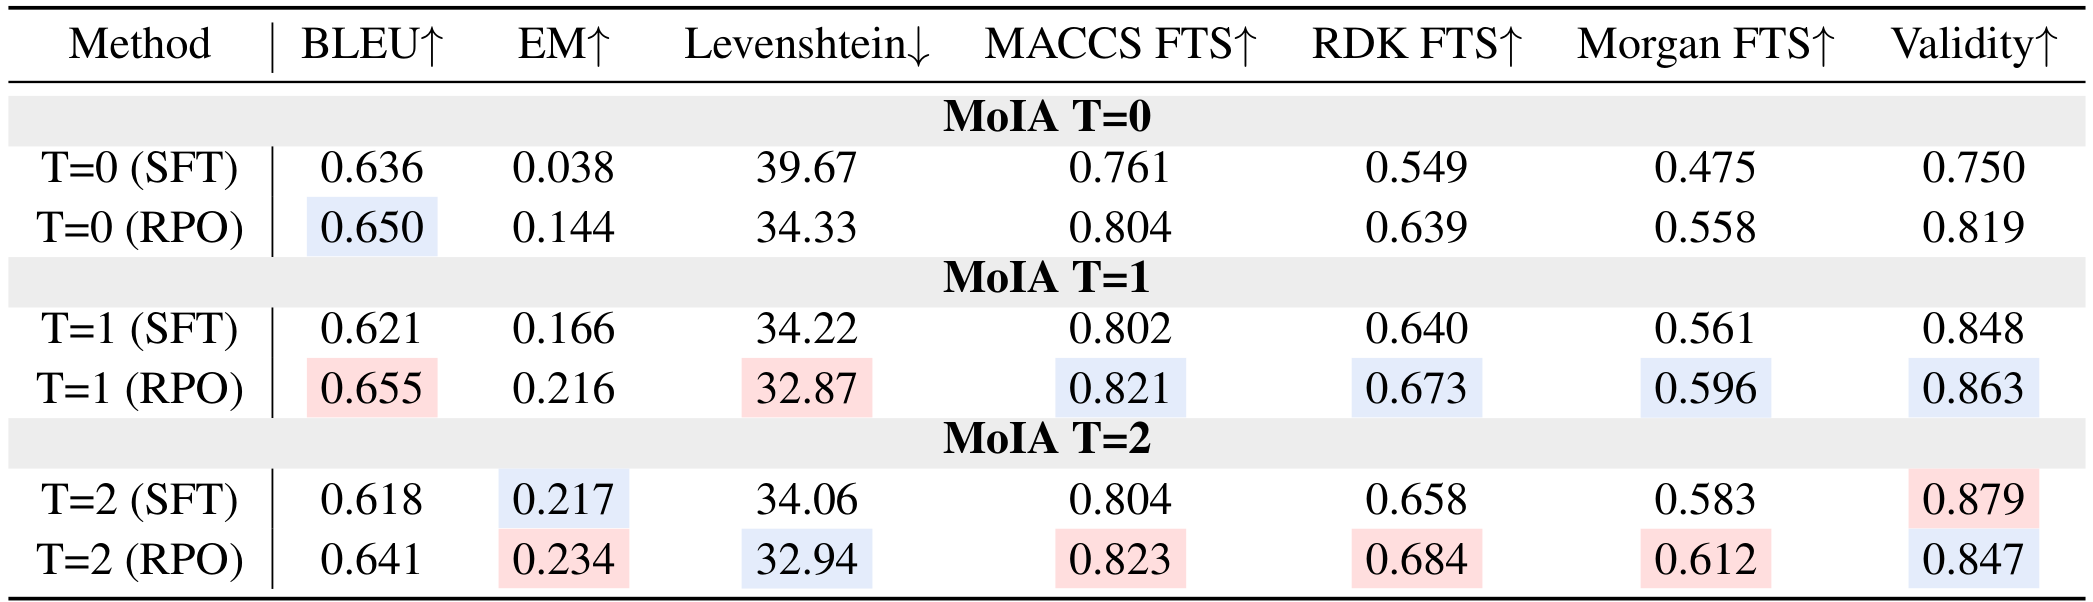 Method BLEU↑ EM↑ Levenshtein↓ MACCS FTS↑ RDK FTS↑ Morgan FTS↑ Validity↑
MoIA T=0
T=0 (SFT) 0.636 0.038 39.67 0.761 0.549 0.475 0.750
T=0 (RPO) 0.650 0.144 34.33 0.804 0.639 0.558 0.819
MoIA T=1
T=1 (SFT) 0.621 0.166 34.22 0.802 0.640 0.561 0.848
T=1 (RPO) 0.655 0.216 32.87 0.821 0.673 0.596 0.863
MoIA T=2
T=2 (SFT) 0.618 0.217 34.06 0.804 0.658 0.583 0.879
T=2 (RPO) 0.641 0.234 32.94 0.823 0.684 0.612 0.847